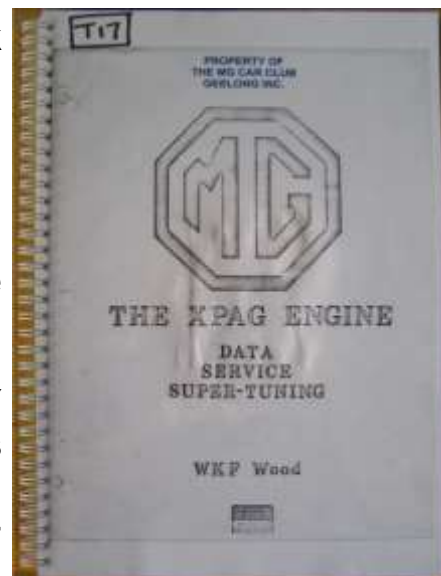 T17
PROPERTY OF
THE MG CAR CLUB
GEELONG INC.
MG
THE XPAG ENGINE
DATA
SERVICE
SUPER-TUNING
WKF Wood